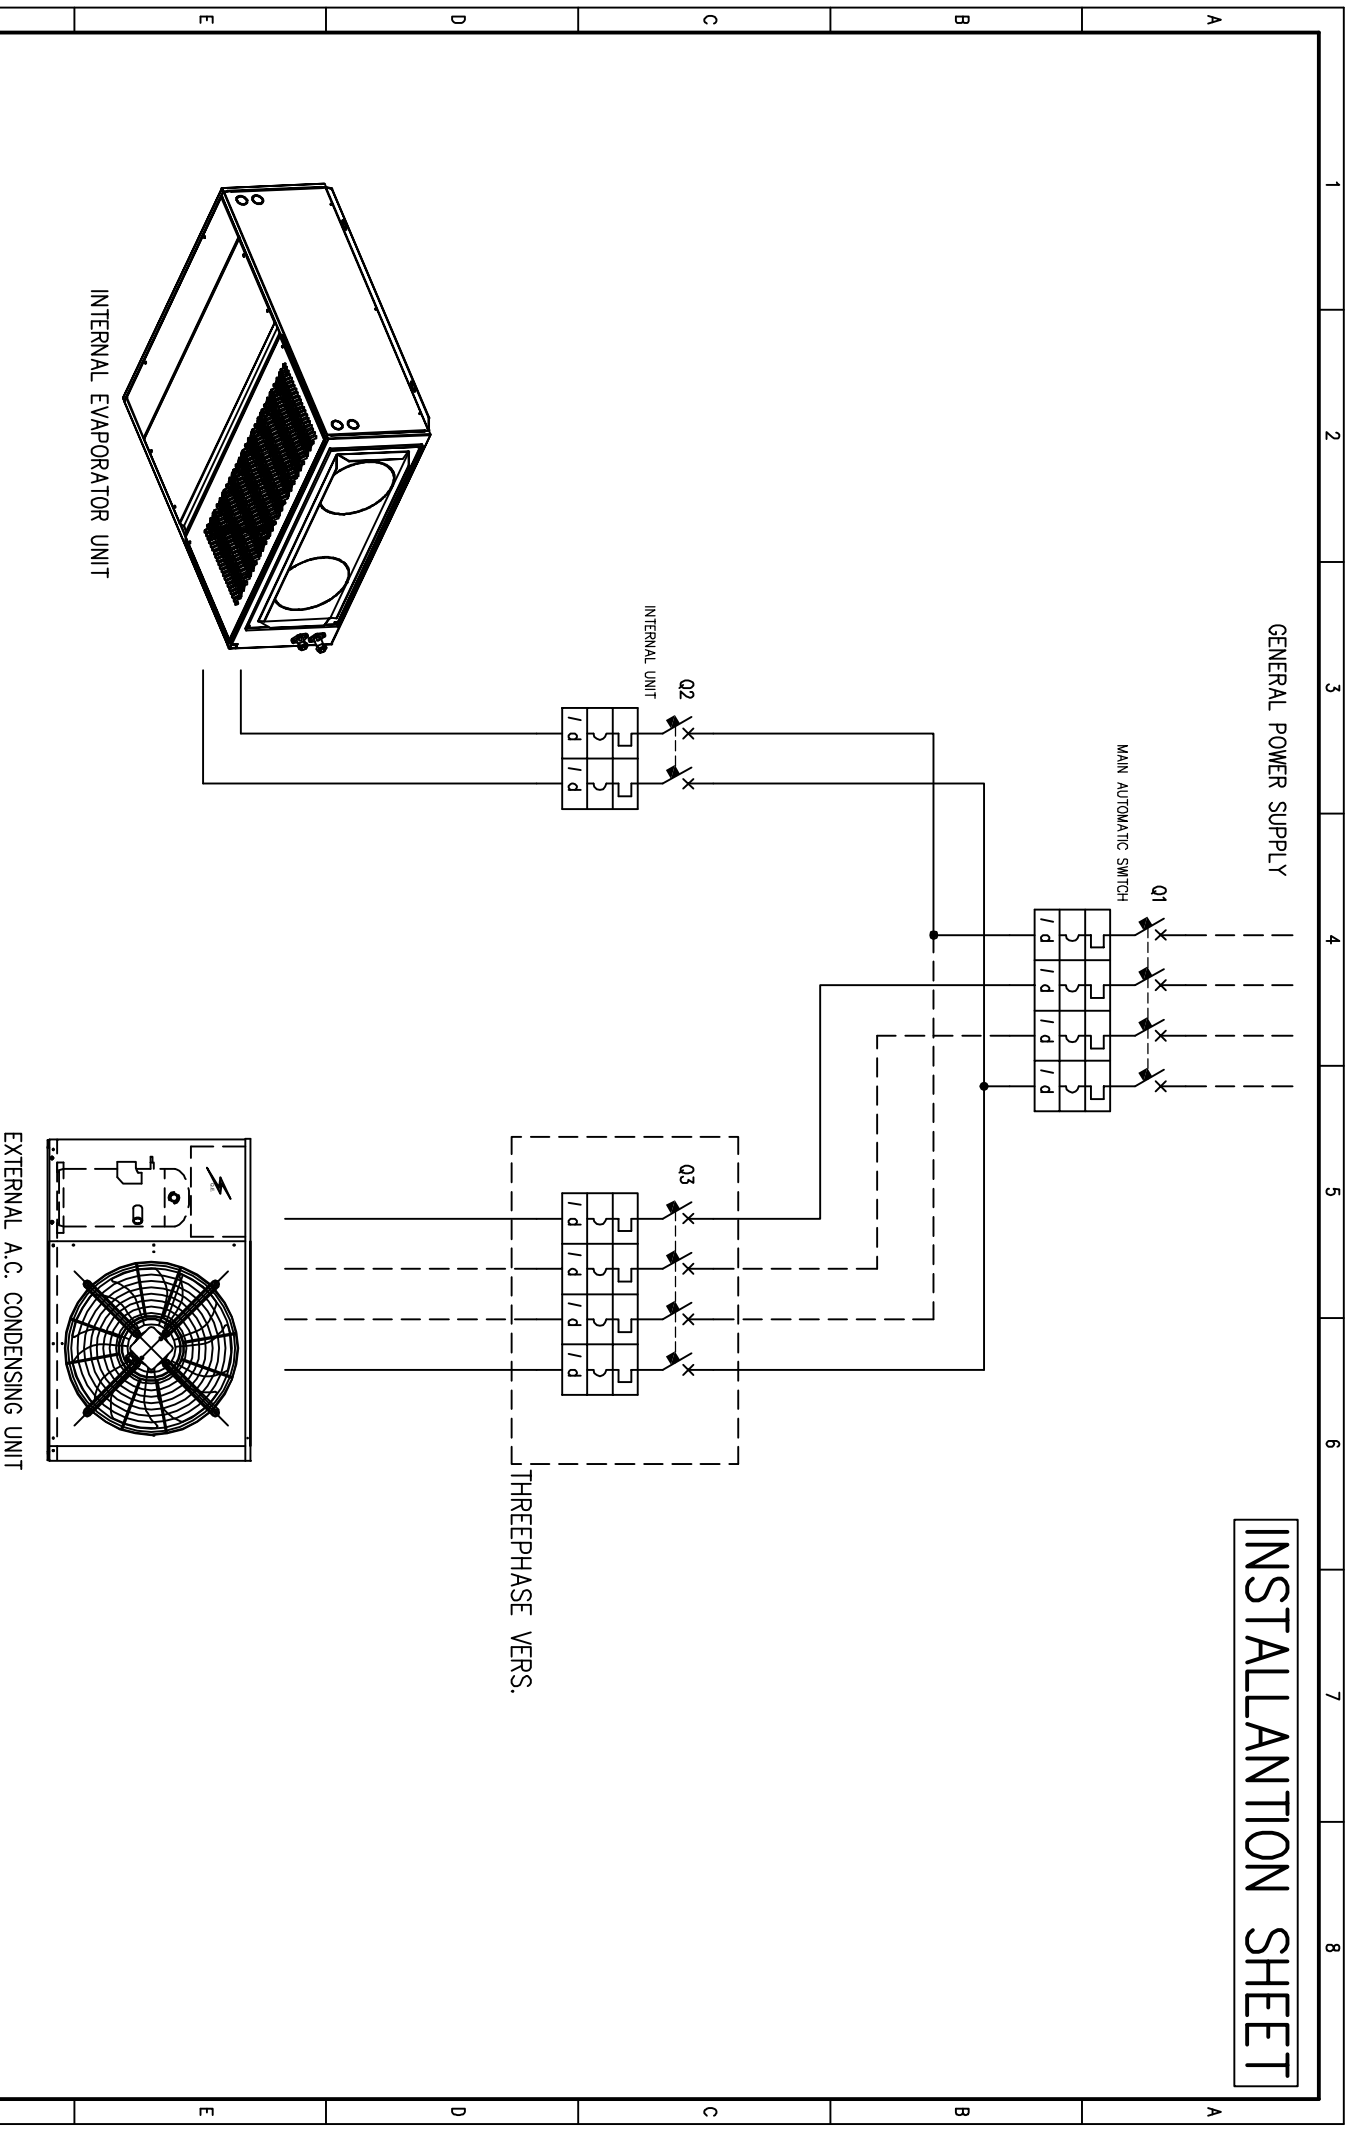 1 2 3 4 5 6 7 8
A
B
C
D
E
A
B
C
D
E
INSTALLANTION SHEET
GENERAL POWER SUPPLY
Q1
MAIN AUTOMATIC SWITCH
I> I> I> I>
Q2
INTERNAL UNIT
I> I>
Q3
I> I> I> I>
THREEPHASE VERS.
INTERNAL EVAPORATOR UNIT
EXTERNAL A.C. CONDENSING UNIT